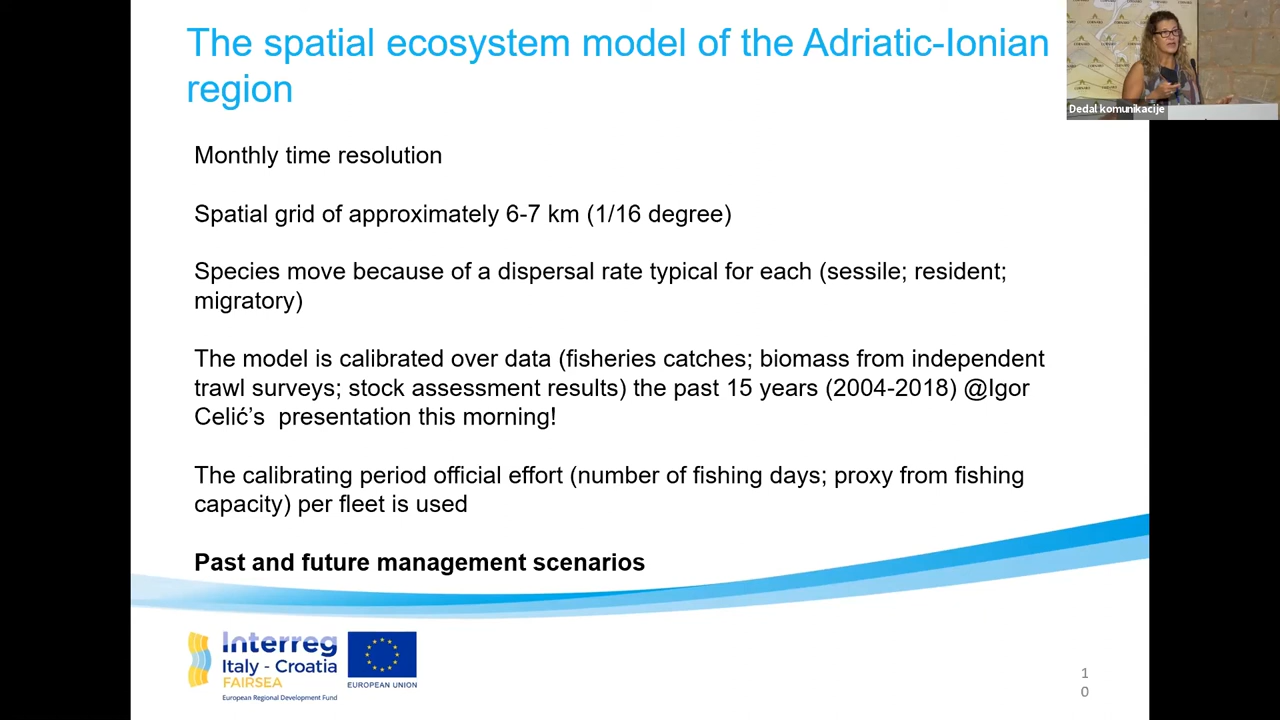 The spatial ecosystem model of the Adriatic-Ionian
region
Dedal komunikacije
Monthly time resolution
Spatial grid of approximately 6-7 km (1/16 degree)
Species move because of a dispersal rate typical for each (sessile; resident;
migratory)
The model is calibrated over data (fisheries catches; biomass from independent
trawl surveys; stock assessment results) the past 15 years (2004-2018) @Igor
Celić’s  presentation this morning!
The calibrating period official effort (number of fishing days; proxy from fishing
capacity) per fleet is used
Past and future management scenarios
Interreg
Italy - Croatia
FAIRSEA
European Regional Development Fund
EUROPEAN UNION
1
0